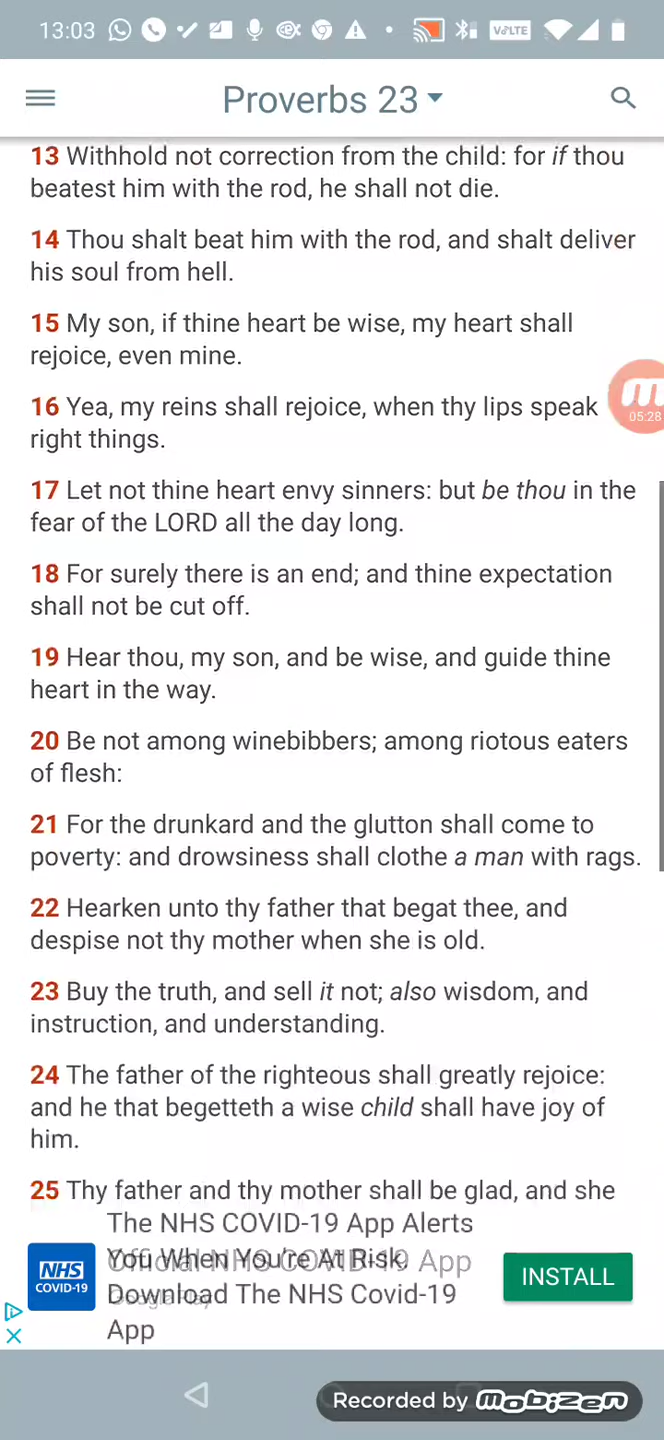 13:03
VoLTE
Proverbs 23
13 Withhold not correction from the child: for if thou
beatest him with the rod, he shall not die.
14 Thou shalt beat him with the rod, and shalt deliver
his soul from hell.
15 My son, if thine heart be wise, my heart shall
rejoice, even mine.
16 Yea, my reins shall rejoice, when thy lips speak
right things.
05:28
17 Let not thine heart envy sinners: but be thou in the
fear of the LORD all the day long.
18 For surely there is an end; and thine expectation
shall not be cut off.
19 Hear thou, my son, and be wise, and guide thine
heart in the way.
20 Be not among winebibbers; among riotous eaters
of flesh:
21 For the drunkard and the glutton shall come to
poverty: and drowsiness shall clothe a man with rags.
22 Hearken unto thy father that begat thee, and
despise not thy mother when she is old.
23 Buy the truth, and sell it not; also wisdom, and
instruction, and understanding.
24 The father of the righteous shall greatly rejoice:
and he that begetteth a wise child shall have joy of
him.
25 Thy father and thy mother shall be glad, and she
The NHS COVID-19 App Alerts
You When You're At Risk.
Official NHS COVID-19 App
Download The NHS Covid-19
Google Play
App
NHS
COVID-19
INSTALL
Recorded by mobizen